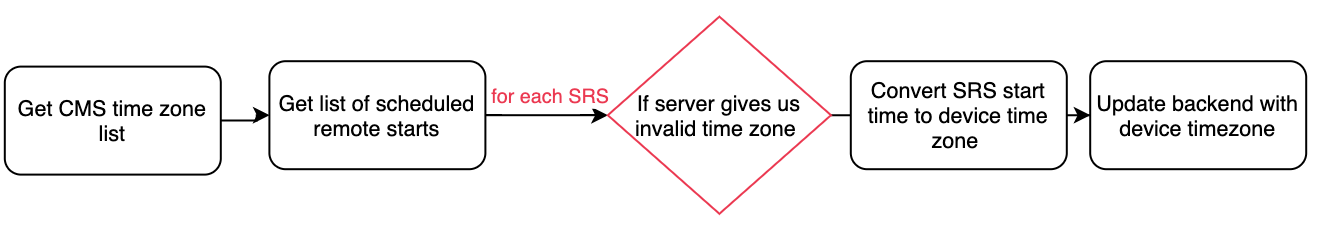 Get CMS time zone
list
Get list of scheduled
remote starts
for each SRS
If server gives us
invalid time zone
Convert SRS start
time to device time
zone
Update backend with
device timezone